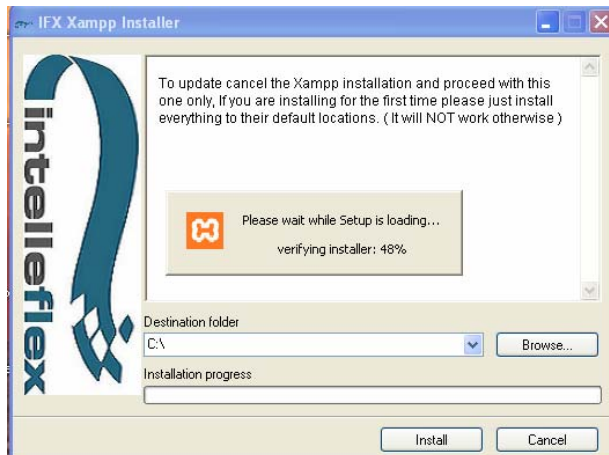 IFX Xampp Installer
intelleflex
To update cancel the Xampp installation and proceed with this
one only, If you are installing for the first time please just install
everything to their default locations. ( It will NOT work otherwise )
Please wait while Setup is loading...
verifying installer: 48%
Destination folder
C:\
Browse...
Installation progress
Install
Cancel